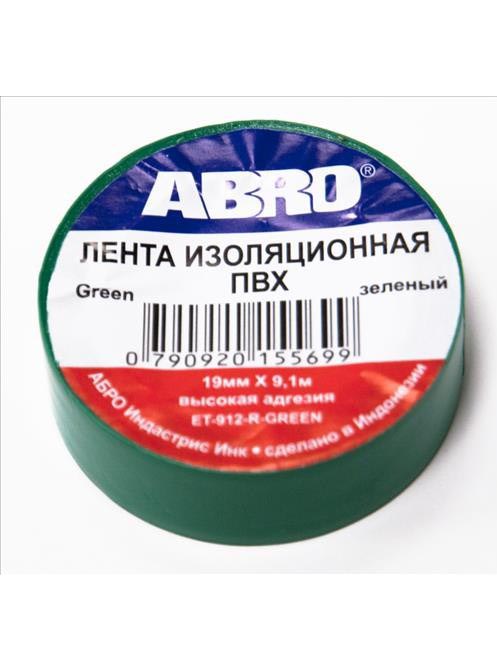 ABRO®
ЛЕНТА ИЗОЛЯЦИОННАЯ
ПВХ
Green зеленый
0 790920 155699
19мм X 9,1м
высокая адгезия
ET-912-R-GREEN
АБРО Индастрис Инк • сделано в Индонезии